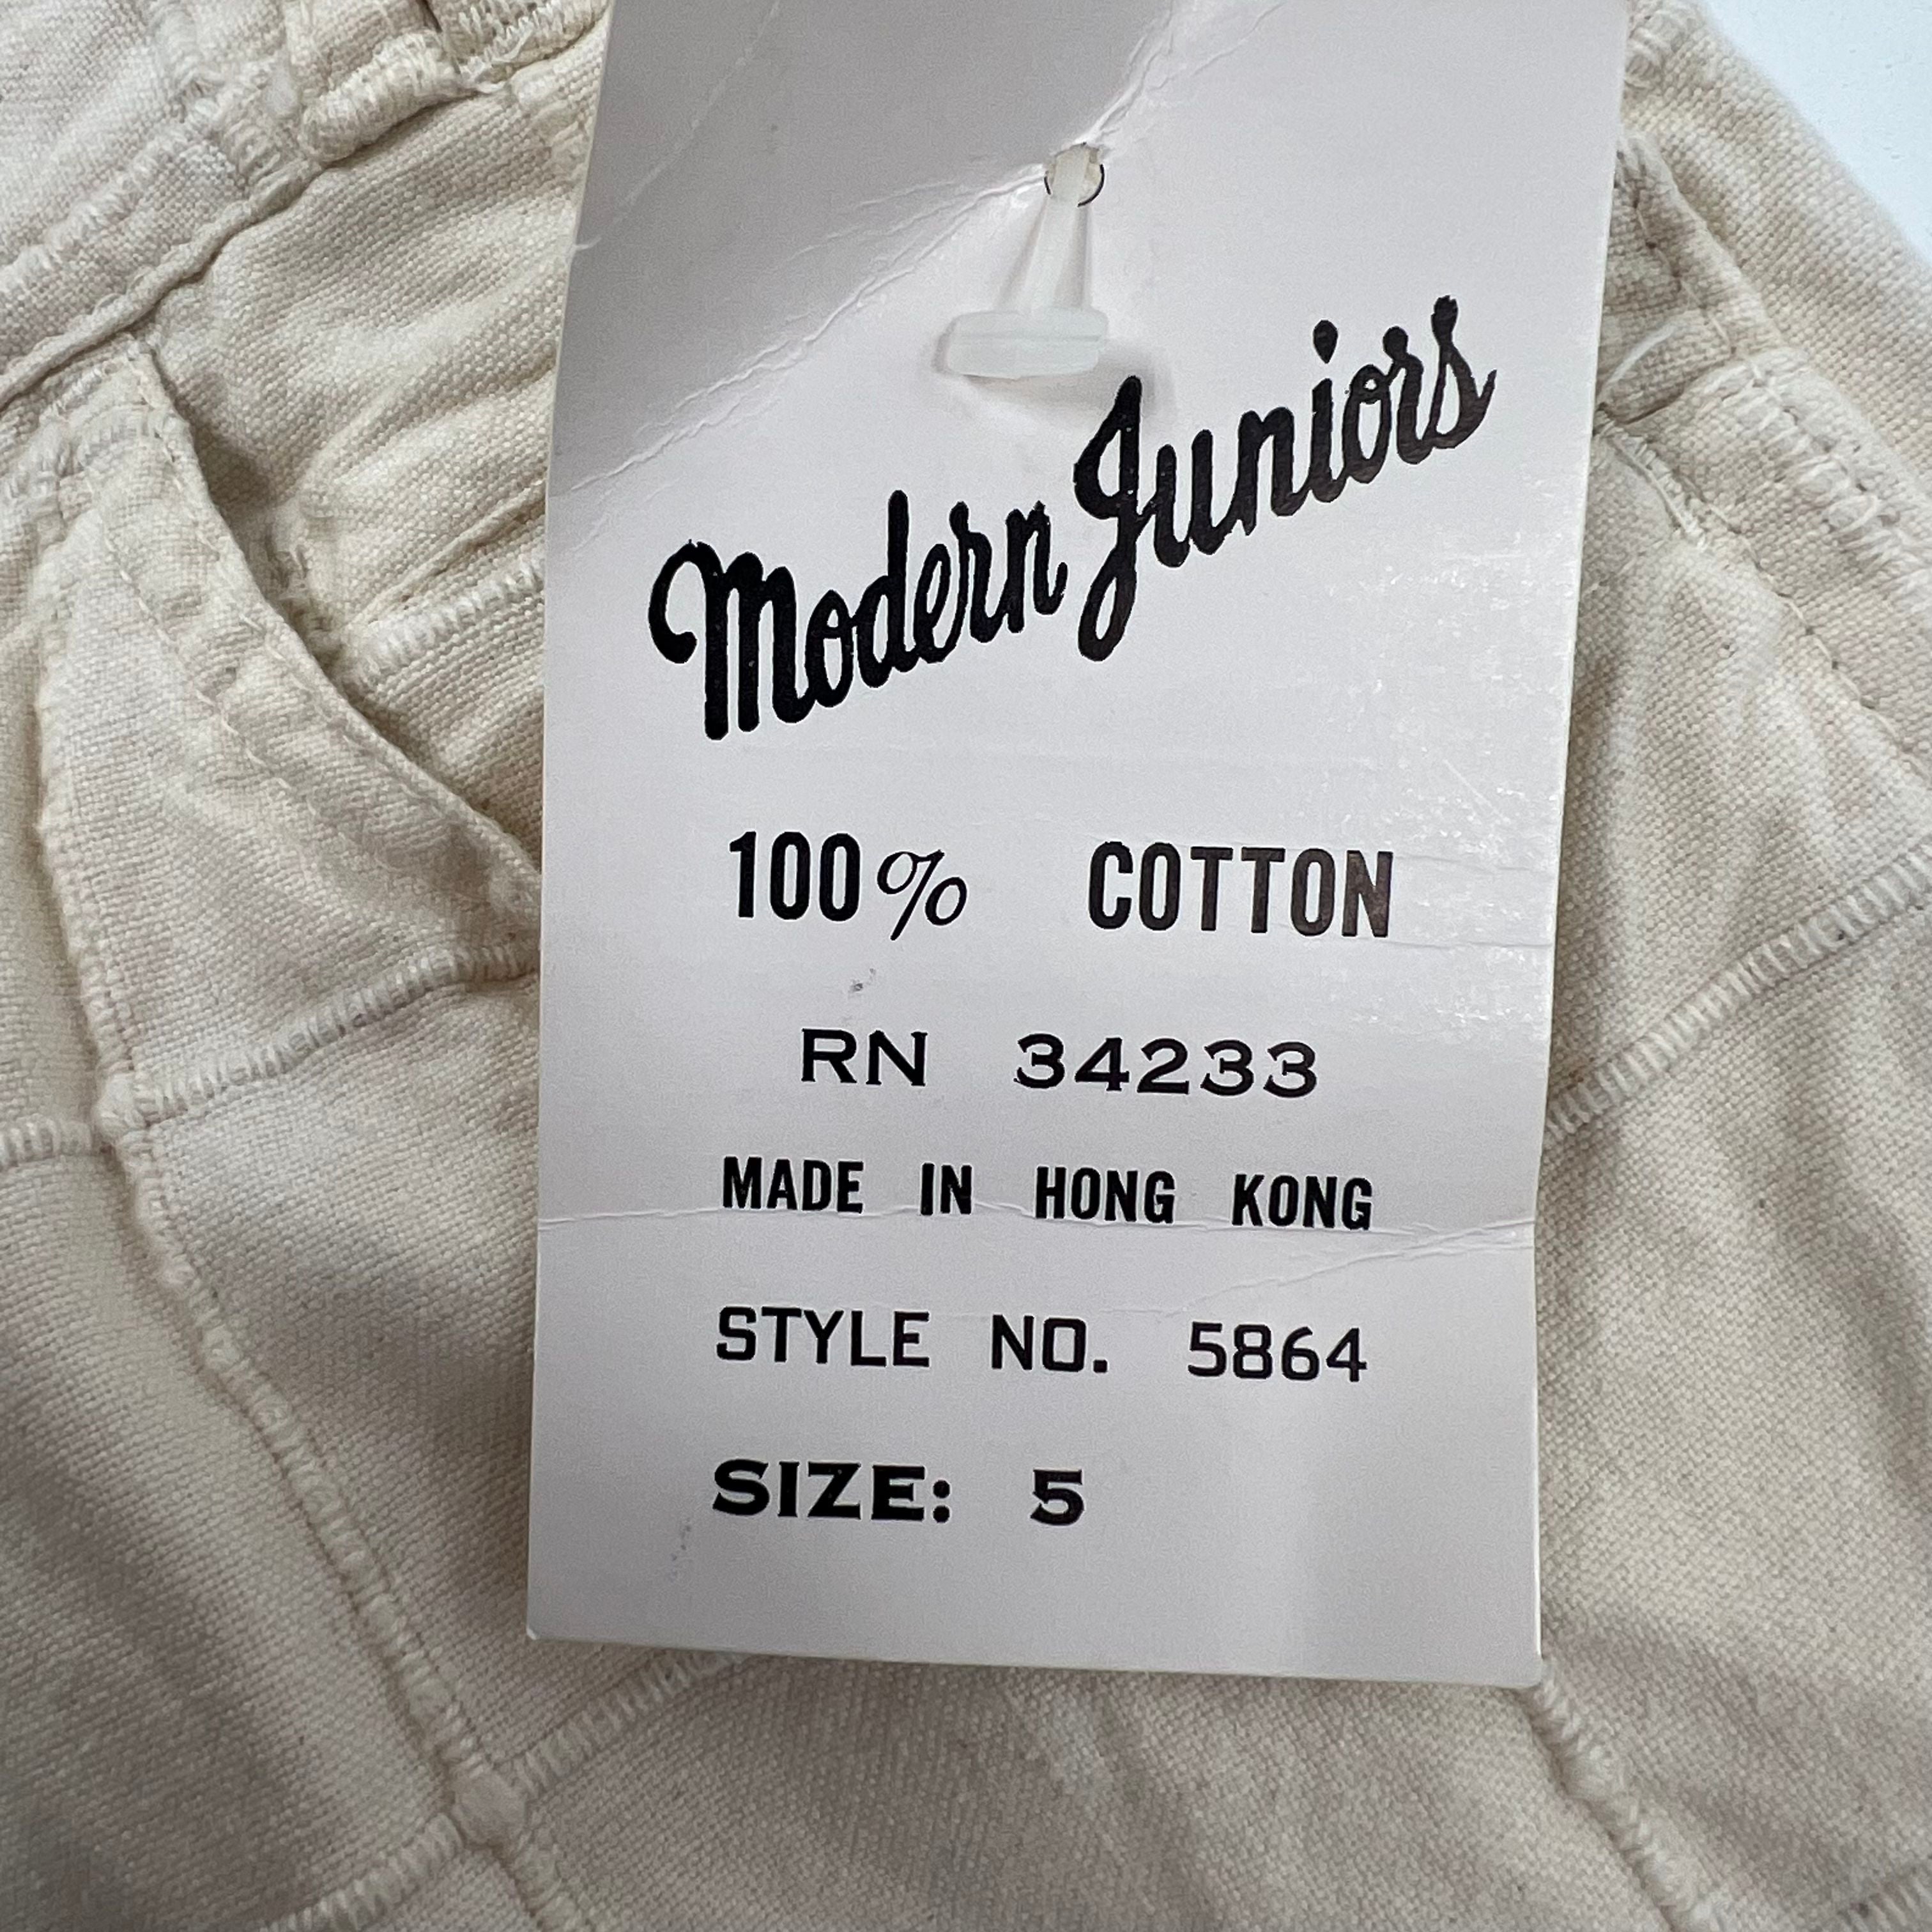 Modern Juniors
100% COTTON
RN 34233
MADE IN HONG KONG
STYLE NO. 5864
SIZE: 5